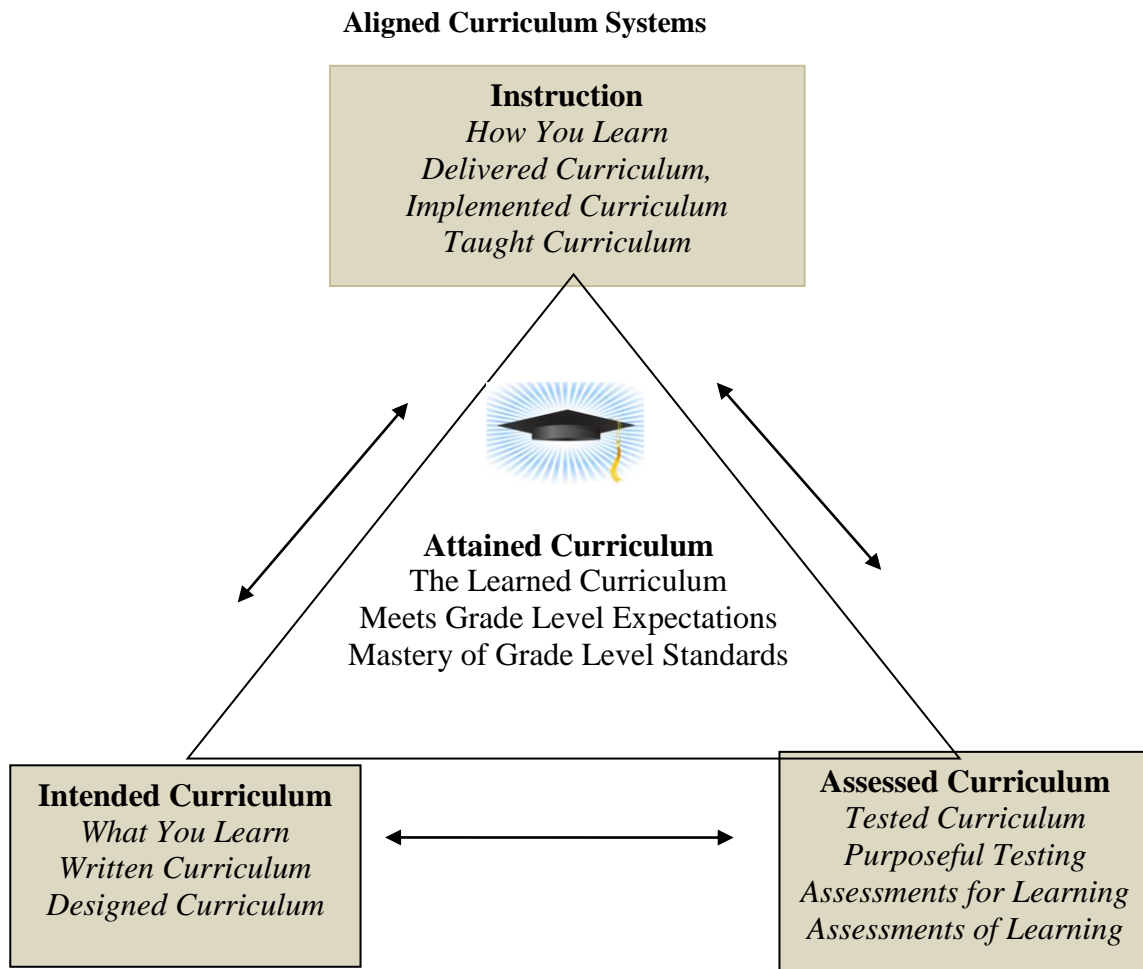 Aligned Curriculum Systems
Instruction
How You Learn
Delivered Curriculum,
Implemented Curriculum
Taught Curriculum
Attained Curriculum
The Learned Curriculum
Meets Grade Level Expectations
Mastery of Grade Level Standards
Intended Curriculum
What You Learn
Written Curriculum
Designed Curriculum
Assessed Curriculum
Tested Curriculum
Purposeful Testing
Assessments for Learning
Assessments of Learning